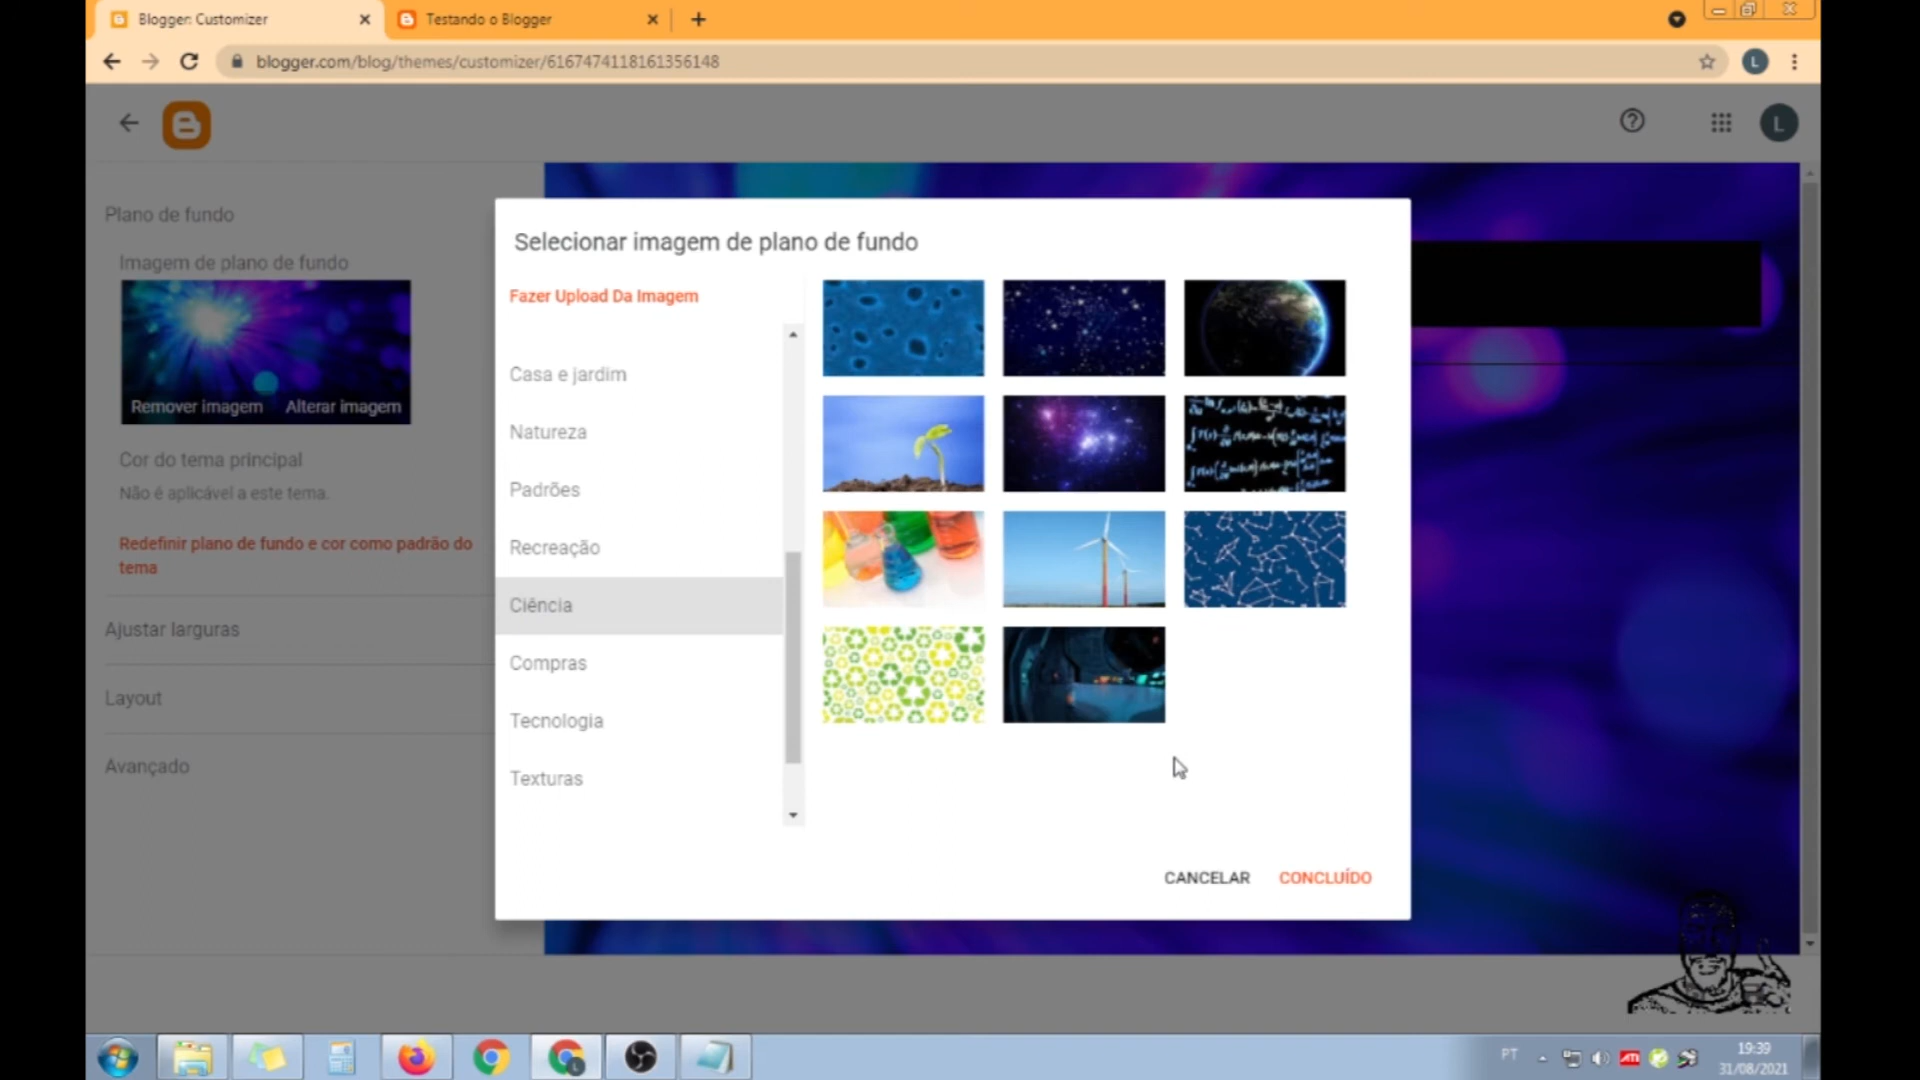 Blogger: Customizer
Testando o Blogger
blogger.com/blog/themes/customizer/6167474118161356148
L
L
Plano de fundo
Imagem de plano de fundo
Remover imagem Alterar imagem
Cor do tema principal
Não é aplicável a este tema.
Redefinir plano de fundo e cor como padrão do
tema
Ajustar larguras
Layout
Avançado
Selecionar imagem de plano de fundo
Fazer Upload Da Imagem
Casa e jardim
Natureza
Padrões
Recreação
Ciência
Compras
Tecnologia
Texturas
CANCELAR CONCLUÍDO
PT
ATI
19:39
31/08/2021